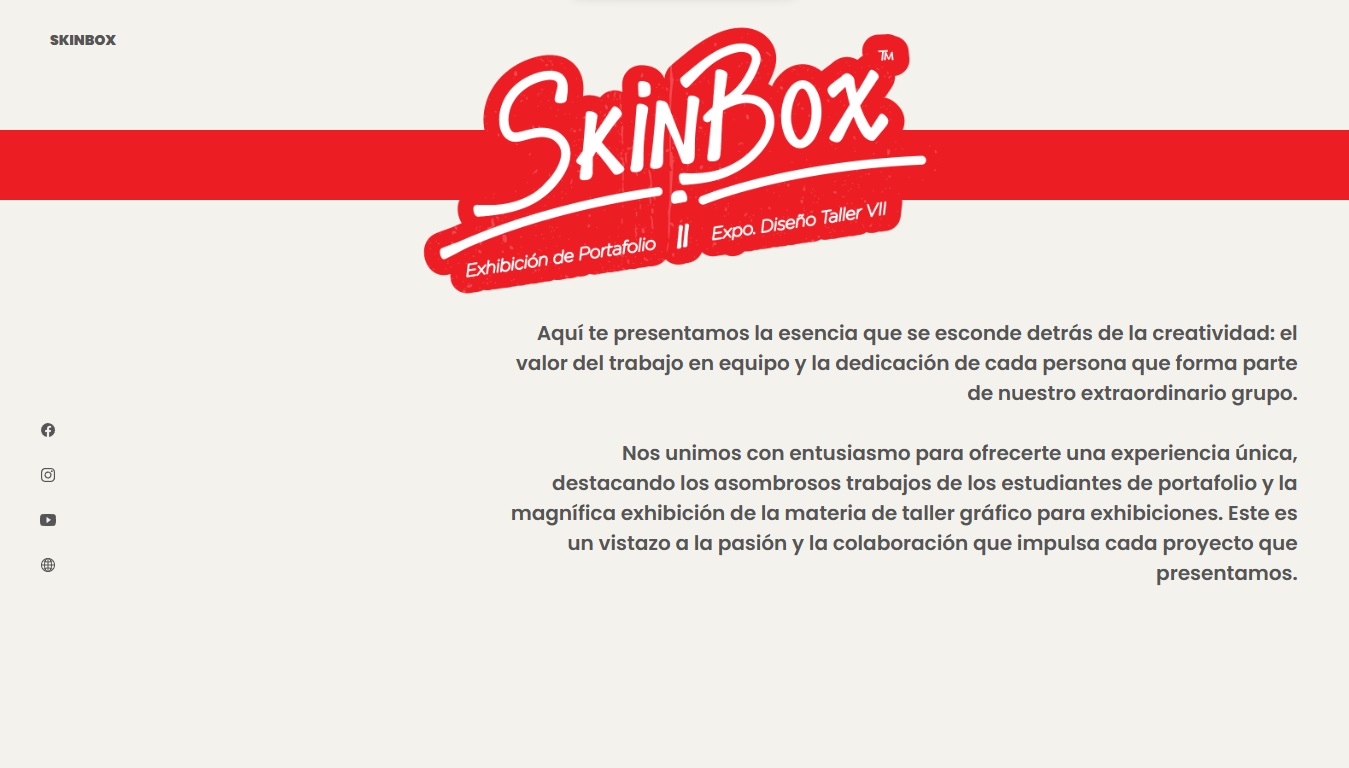 SKINBOX
SKiNBOX TM
Exhibición de Portafolio || Expo. Diseño Taller VII
Aquí te presentamos la esencia que se esconde detrás de la creatividad: el
valor del trabajo en equipo y la dedicación de cada persona que forma parte
de nuestro extraordinario grupo.
Nos unimos con entusiasmo para ofrecerte una experiencia única,
destacando los asombrosos trabajos de los estudiantes de portafolio y la
magnífica exhibición de la materia de taller gráfico para exhibiciones. Este es
un vistazo a la pasión y la colaboración que impulsa cada proyecto que
presentamos.